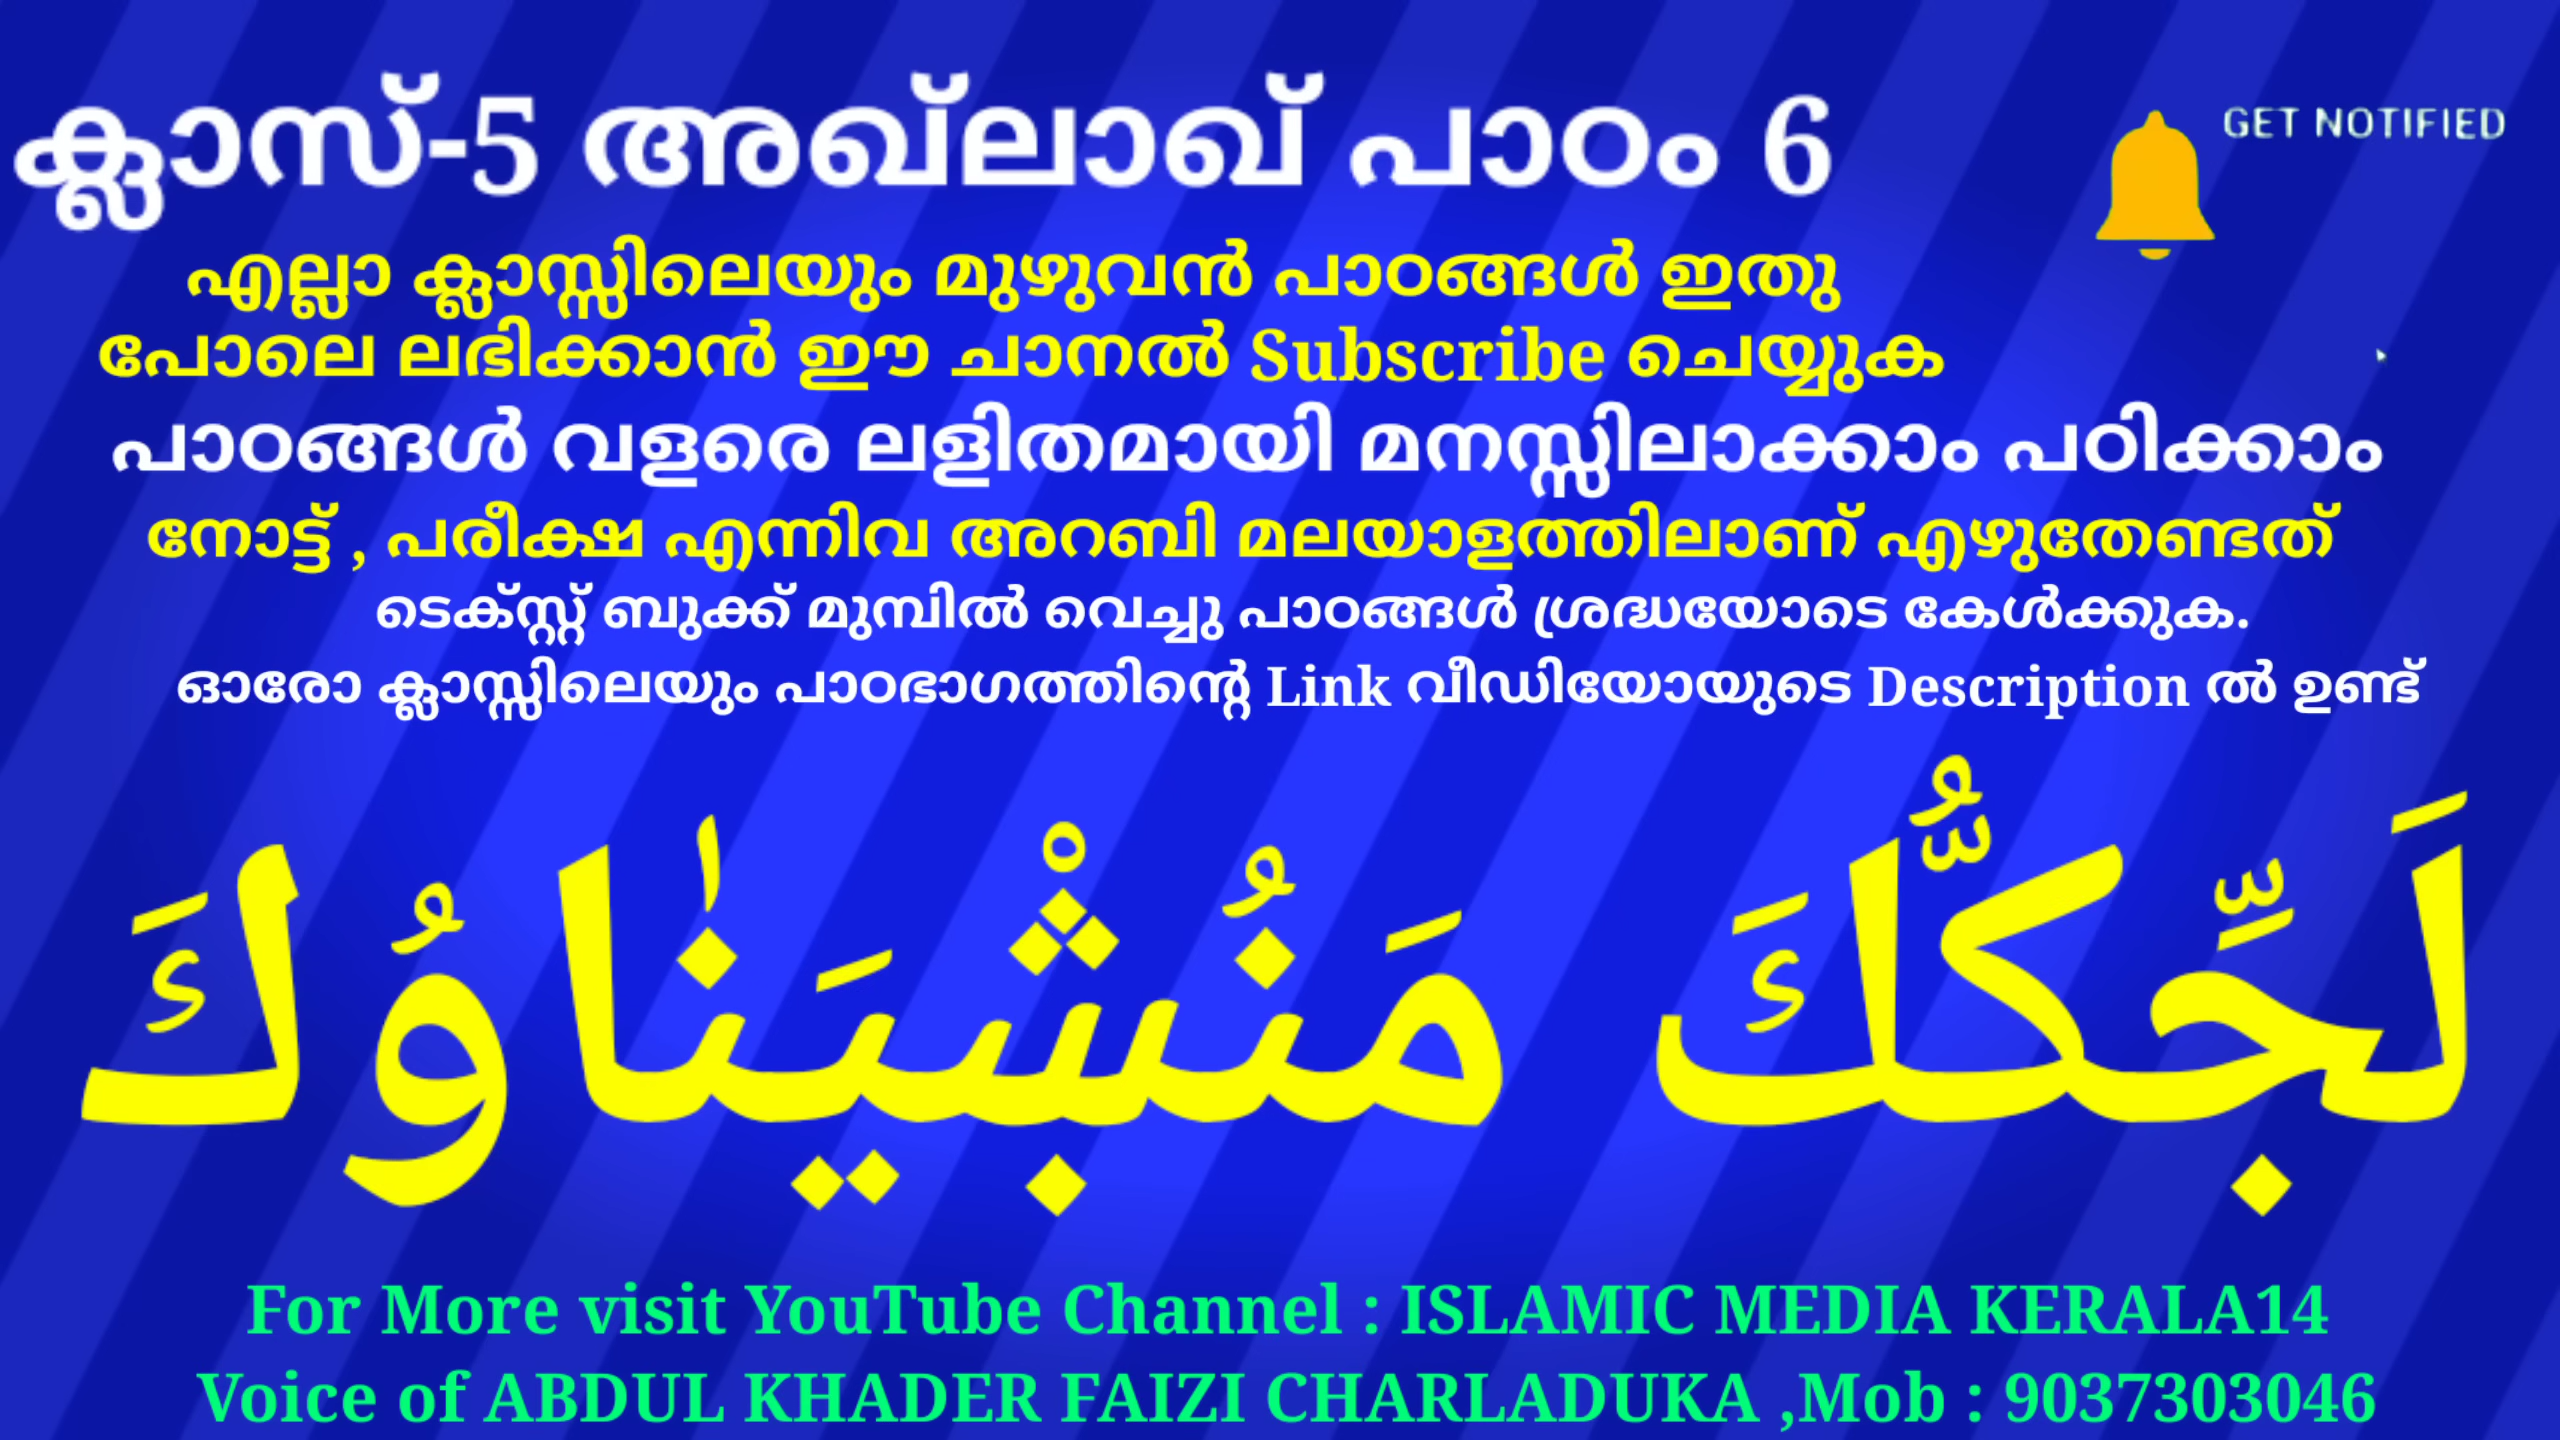 ക്ലാസ്-5 അഖ്ലാഖ് പാഠം 6
GET NOTIFIED
എല്ലാ ക്ലാസ്സിലെയും മുഴുവൻ പാഠങ്ങൾ ഇതു
പോലെ ലഭിക്കാൻ ഈ ചാനൽ Subscribe ചെയ്യുക
പാഠങ്ങൾ വളരെ ലളിതമായി മനസ്സിലാക്കാം പഠിക്കാം
നോട്ട് , പരീക്ഷ എന്നിവ അറബി മലയാളത്തിലാണ് എഴുതേണ്ടത്
ടെക്സ്റ്റ് ബുക്ക് മുമ്പിൽ വെച്ചു പാഠങ്ങൾ ശ്രദ്ധയോടെ കേൾക്കുക.
ഓരോ ക്ലാസ്സിലെയും പാഠഭാഗത്തിന്റെ Link വീഡിയോയുടെ Description ൽ ഉണ്ട്
لَجِّكُّكَ مَنُشْپِيَنٰاوُكَ
For More visit YouTube Channel : ISLAMIC MEDIA KERALA14
Voice of ABDUL KHADER FAIZI CHARLADUKA ,Mob : 9037303046